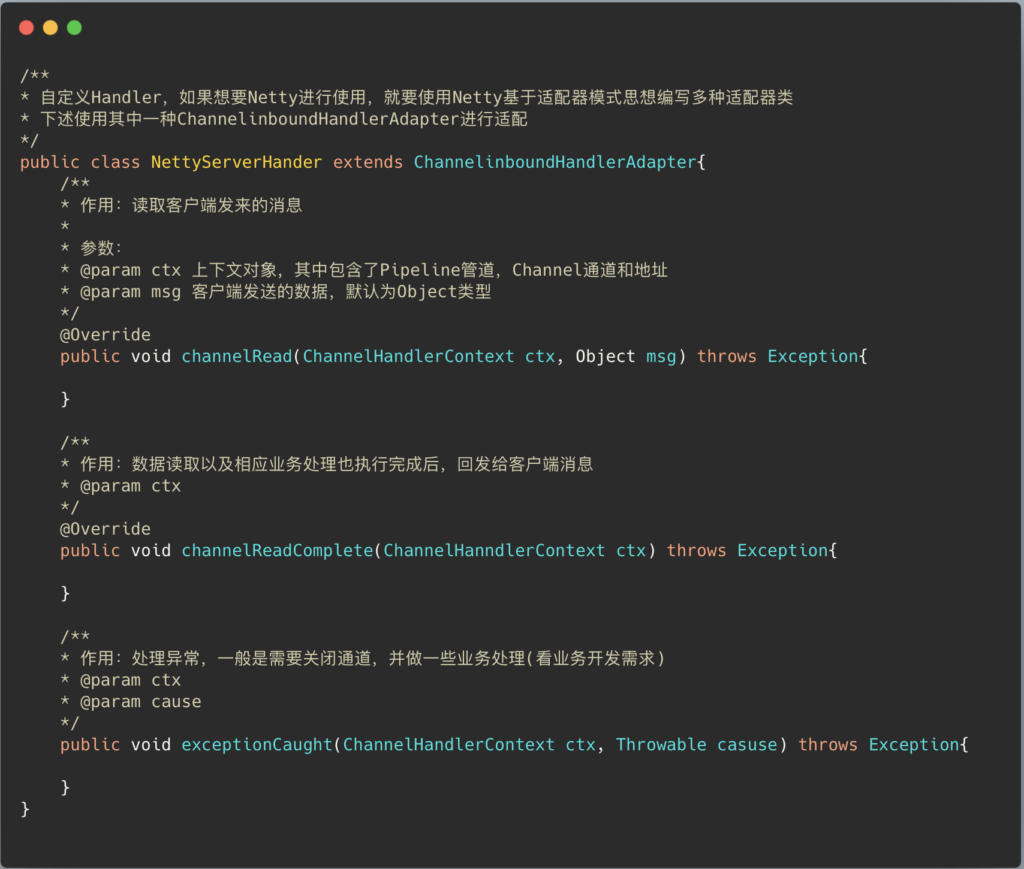 /**
* 自定义Handler，如果想要Netty进行使用，就要使用Netty基于适配器模式思想编写多种适配器类
* 下述使用其中一种ChannelinboundHandlerAdapter进行适配
*/
public class NettyServerHander extends ChannelinboundHandlerAdapter{
    /**
    * 作用：读取客户端发来的消息
    *
    * 参数：
    * @param ctx 上下文对象，其中包含了Pipeline管道，Channel通道和地址
    * @param msg 客户端发送的数据，默认为Object类型
    */
    @Override
    public void channelRead(ChannelHandlerContext ctx, Object msg) throws Exception{
    }
    /**
    * 作用：数据读取以及相应业务处理也执行完成后，回发给客户端消息
    * @param ctx
    */
    @Override
    public void channelReadComplete(ChannelHanndlerContext ctx) throws Exception{
    }
    /**
    * 作用：处理异常，一般是需要关闭通道，并做一些业务处理(看业务开发需求)
    * @param ctx
    * @param cause
    */
    public void exceptionCaught(ChannelHandlerContext ctx, Throwable casuse) throws Exception{
    }
}